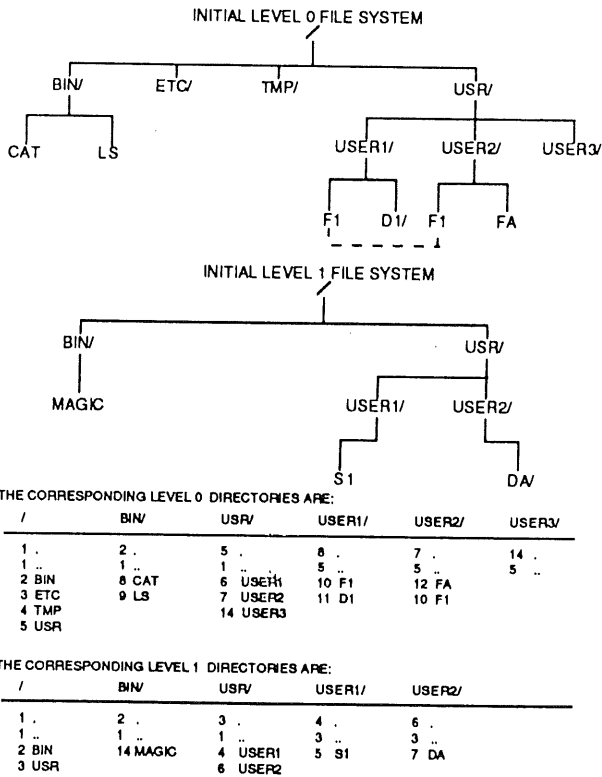 INITIAL LEVEL 0 FILE SYSTEM
/
BIN/ ETC/ TMP/ USR/
CAT LS USER1/ USER2/ USER3/
F1 D1/ F1 FA
INITIAL LEVEL 1 FILE SYSTEM
/
BIN/ USR/
MAGIC USER1/ USER2/
S1 DA/
THE CORRESPONDING LEVEL 0 DIRECTORIES ARE:
/ BIN/ USR/ USER1/ USER2/ USER3/
1 . 2 . 5 . 8 . 7 . 14 .
1 .. 1 .. 1 .. 5 .. 5 .. 5 ..
2 BIN 8 CAT 6 USER1 10 F1 12 FA
3 ETC 9 LS 7 USER2 11 D1 10 F1
4 TMP 14 USER3
5 USR
THE CORRESPONDING LEVEL 1 DIRECTORIES ARE:
/ BIN/ USR/ USER1/ USER2/
1 . 2 . 3 . 4 . 6 .
1 .. 1 .. 1 .. 3 .. 3 ..
2 BIN 14 MAGIC 4 USER1 5 S1 7 DA
3 USR 6 USER2